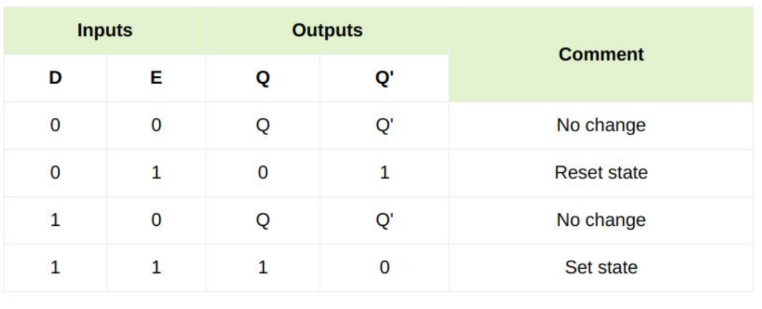 Inputs Outputs Comment
D E Q Q'
0 0 Q Q' No change
0 1 0 1 Reset state
1 0 Q Q' No change
1 1 1 0 Set state